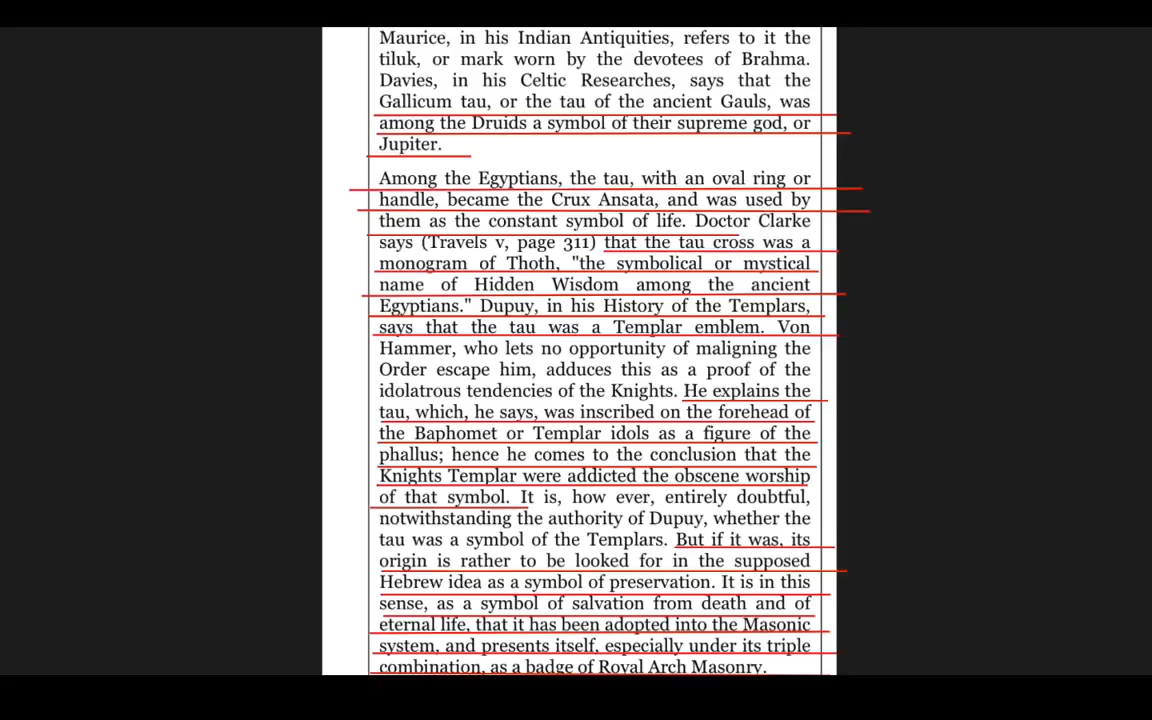 Maurice, in his Indian Antiquities, refers to it the
tiluk, or mark worn by the devotees of Brahma.
Davies, in his Celtic Researches, says that the
Gallicum tau, or the tau of the ancient Gauls, was
among the Druids a symbol of their supreme god, or
Jupiter.
Among the Egyptians, the tau, with an oval ring or
handle, became the Crux Ansata, and was used by
them as the constant symbol of life. Doctor Clarke
says (Travels v, page 311) that the tau cross was a
monogram of Thoth, "the symbolical or mystical
name of Hidden Wisdom among the ancient
Egyptians." Dupuy, in his History of the Templars,
says that the tau was a Templar emblem. Von
Hammer, who lets no opportunity of maligning the
Order escape him, adduces this as a proof of the
idolatrous tendencies of the Knights. He explains the
tau, which, he says, was inscribed on the forehead of
the Baphomet or Templar idols as a figure of the
phallus; hence he comes to the conclusion that the
Knights Templar were addicted the obscene worship
of that symbol. It is, how ever, entirely doubtful,
notwithstanding the authority of Dupuy, whether the
tau was a symbol of the Templars. But if it was, its
origin is rather to be looked for in the supposed
Hebrew idea as a symbol of preservation. It is in this
sense, as a symbol of salvation from death and of
eternal life, that it has been adopted into the Masonic
system, and presents itself, especially under its triple
combination, as a badge of Royal Arch Masonry.